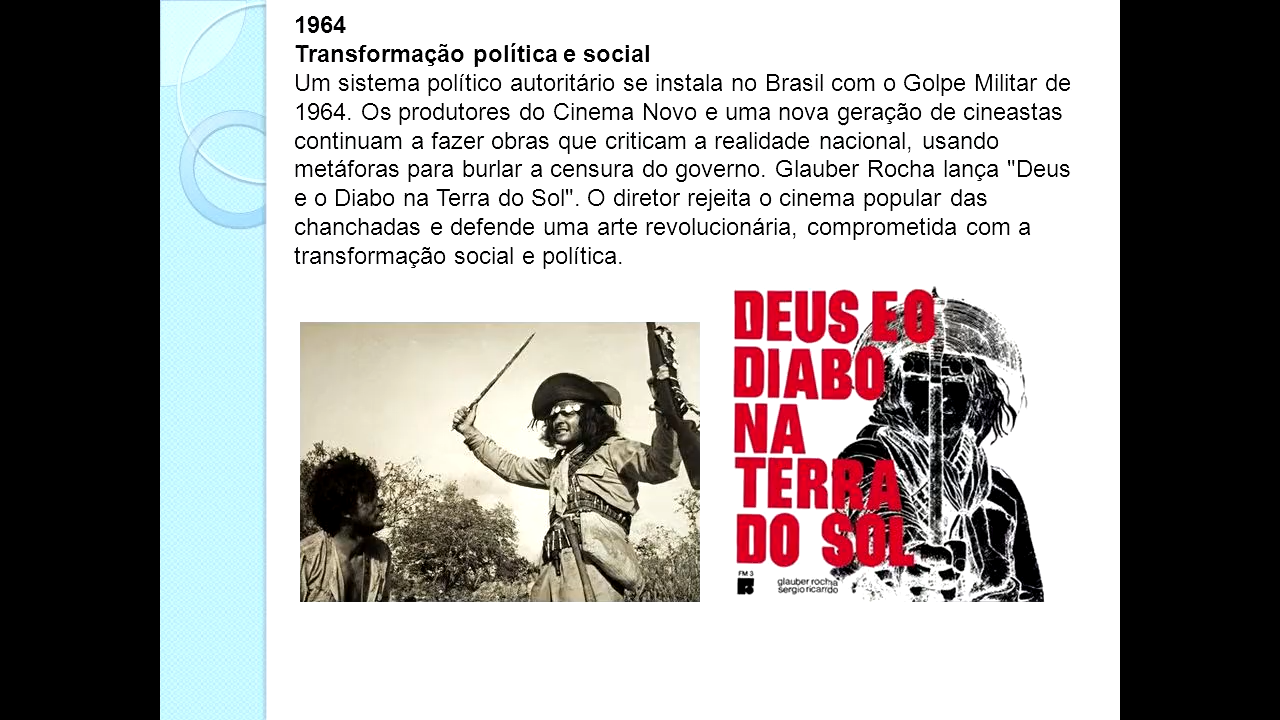 1964
Transformação política e social
Um sistema político autoritário se instala no Brasil com o Golpe Militar de
1964. Os produtores do Cinema Novo e uma nova geração de cineastas
continuam a fazer obras que criticam a realidade nacional, usando
metáforas para burlar a censura do governo. Glauber Rocha lança "Deus
e o Diabo na Terra do Sol". O diretor rejeita o cinema popular das
chanchadas e defende uma arte revolucionária, comprometida com a
transformação social e política.
DEUS E O
DIABO
NA
TERRA
DO SOL
FM 3
glauber rocha
sergio ricardo